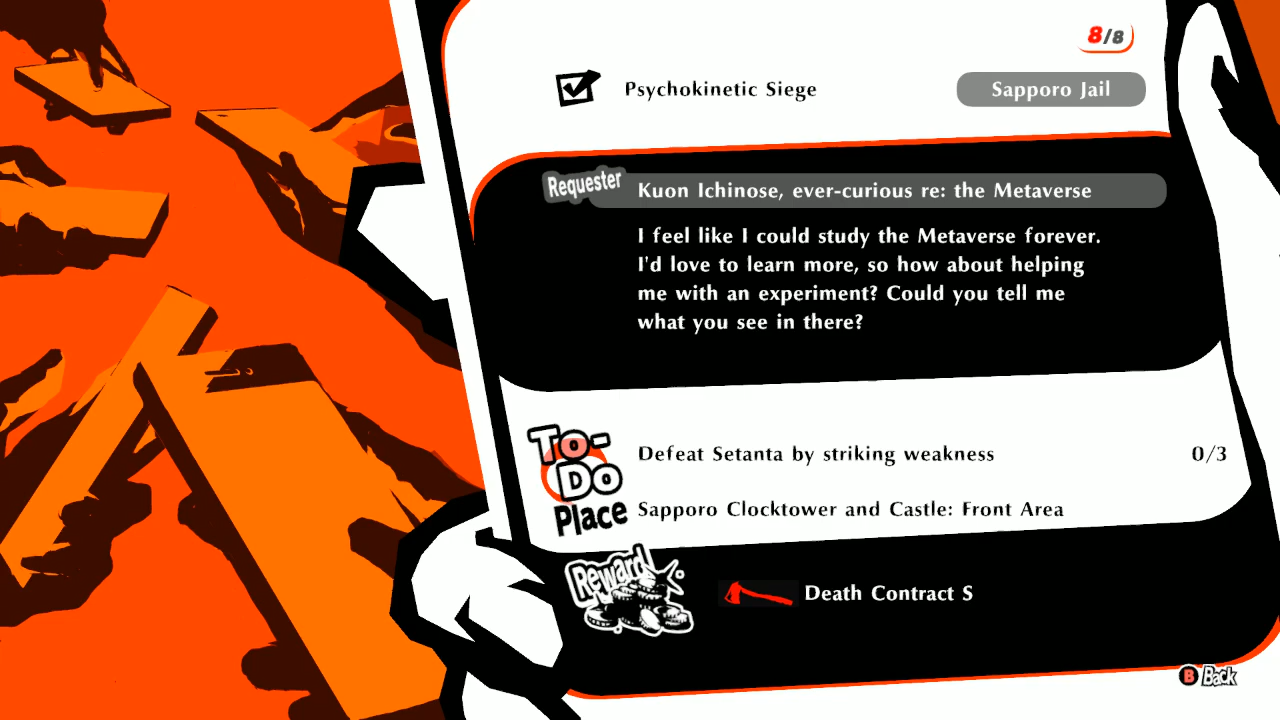 8/8
Psychokinetic Siege
Sapporo Jail
Requester
Kuon Ichinose, ever-curious re: the Metaverse
I feel like I could study the Metaverse forever.
I'd love to learn more, so how about helping
me with an experiment? Could you tell me
what you see in there?
To-Do
Defeat Setanta by striking weakness 0/3
Place
Sapporo Clocktower and Castle: Front Area
Reward
Death Contract S
B Back